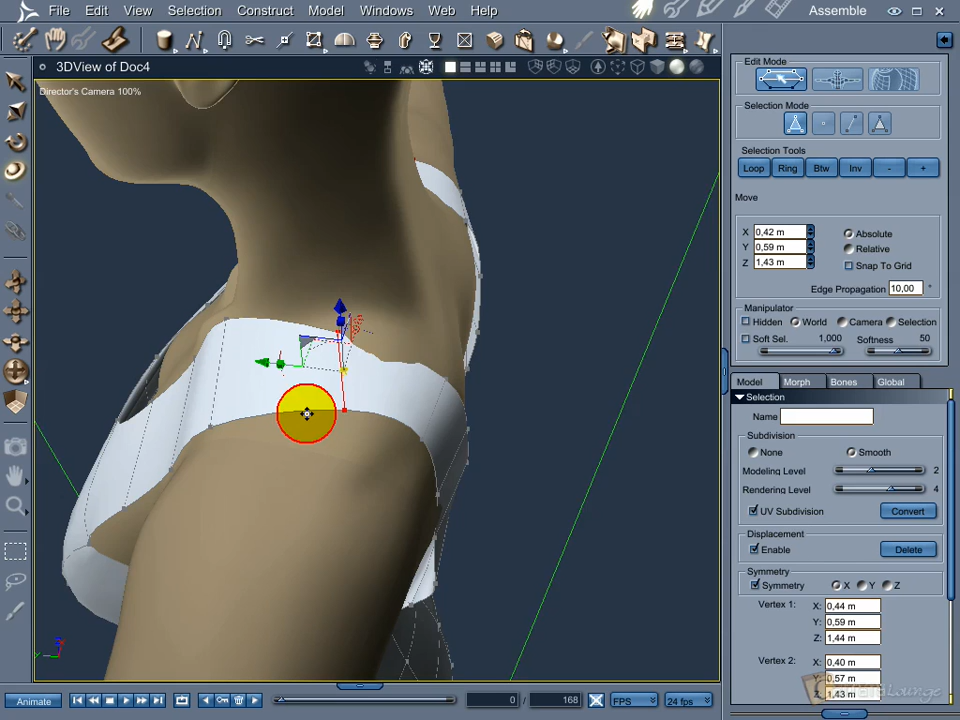 File Edit View Selection Construct Model Windows Web Help Assemble
3DView of Doc4
Director's Camera 100%
Edit Mode
Selection Mode
Selection Tools
Loop Ring Btw Inv - +
Move
X 0,42 m
Absolute
Y 0,59 m
Relative
Z 1,43 m
Snap To Grid
Edge Propagation 10,00 °
Manipulator
Hidden World Camera Selection
Soft Sel. 1,000 Softness 50
Model Morph Bones Global
Selection
Name
Subdivision
None Smooth
Modeling Level 2
Rendering Level 4
UV Subdivision Convert
Displacement
Enable Delete
Symmetry
Symmetry X Y Z
Vertex 1: X: 0,44 m
Y: 0,59 m
Z: 1,44 m
Vertex 2: X: 0,40 m
Y: 0,57 m
Z: 1,43 m
Animate 0 168 FPS 24 fps